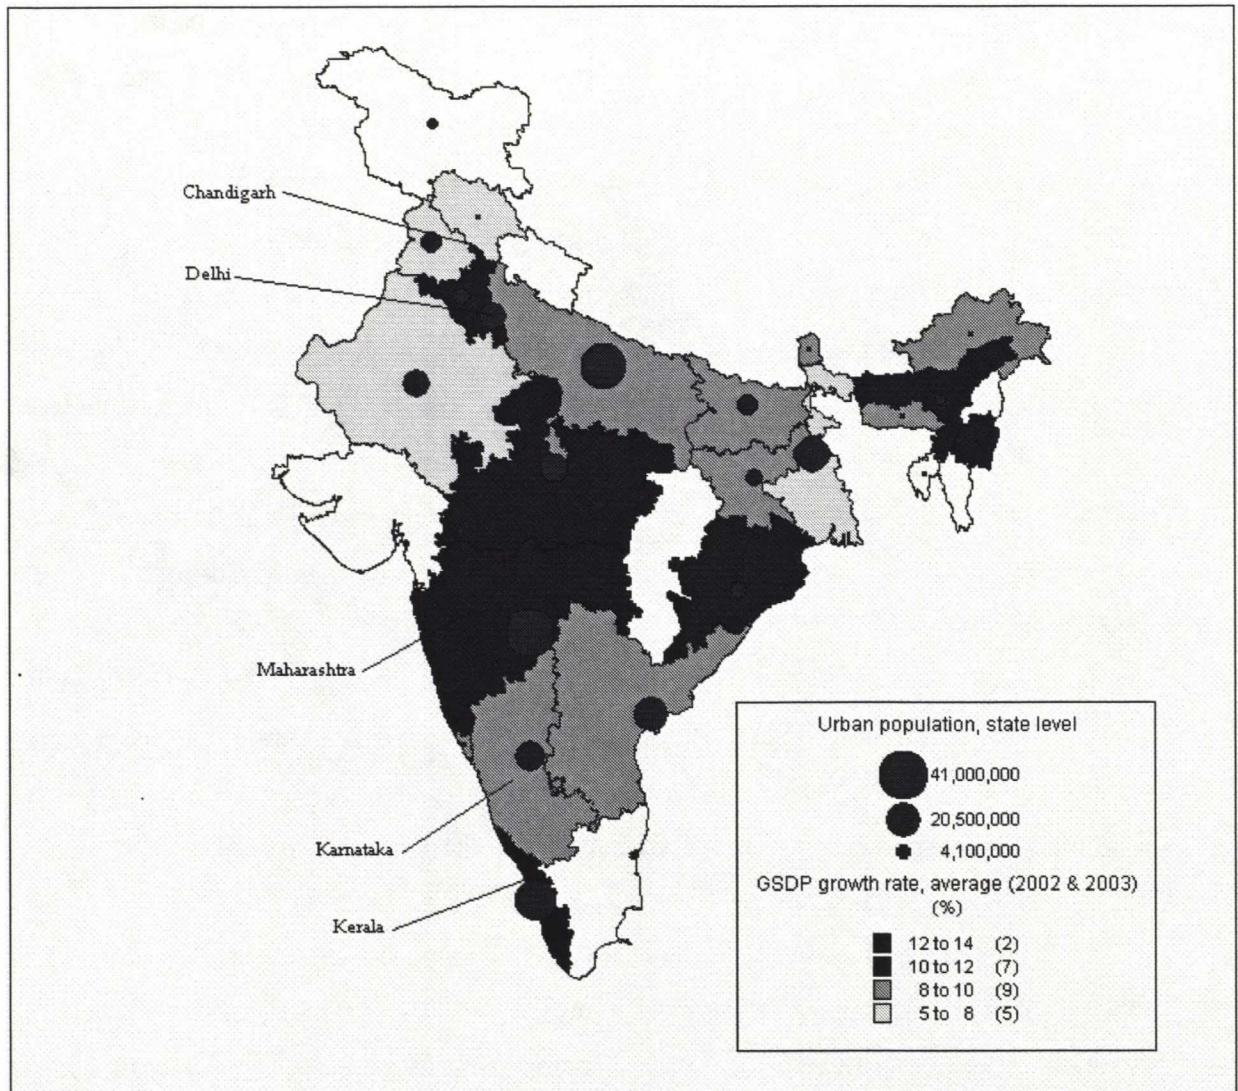 Chandigarh
Delhi
Maharashtra
Karnataka
Kerala
Urban population, state level
41,000,000
20,500,000
4,100,000
GSDP growth rate, average (2002 & 2003)
(%)
12 to 14 (2)
10 to 12 (7)
8 to 10 (9)
5 to 8 (5)